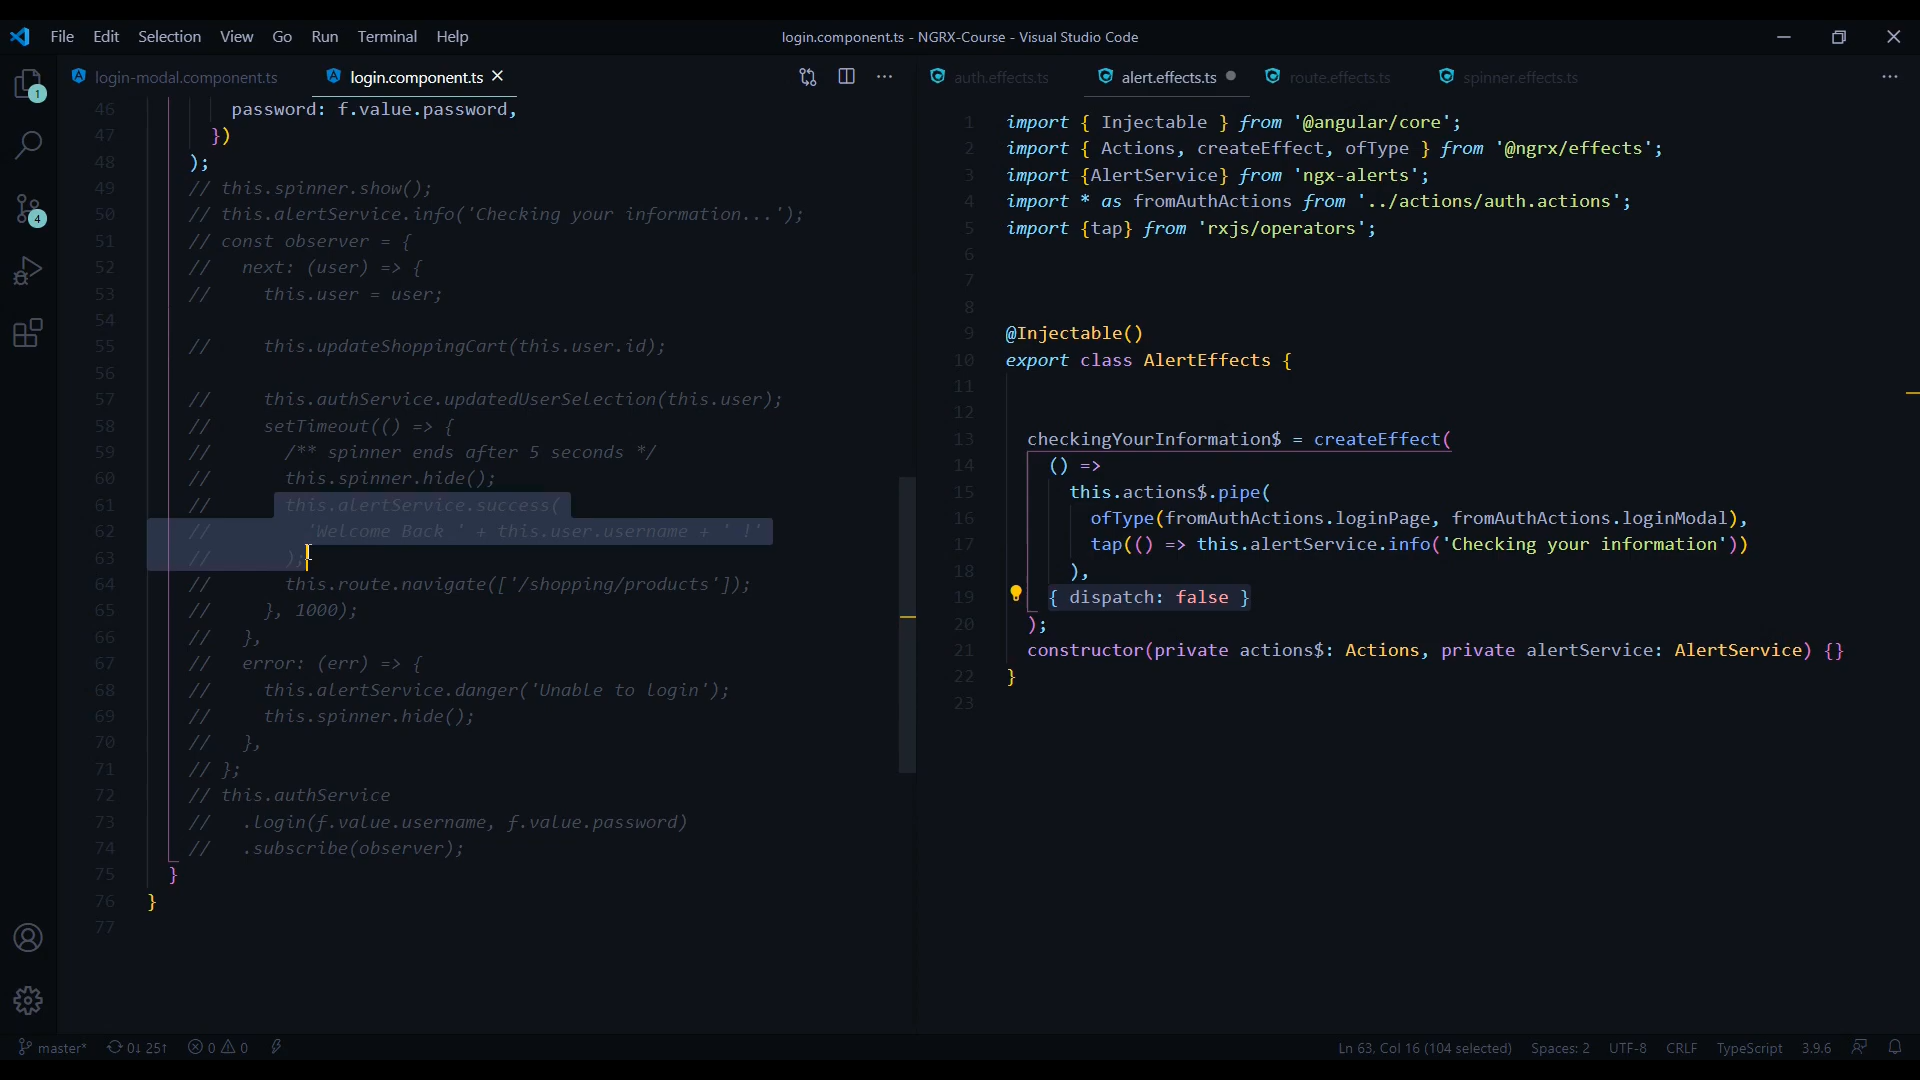 File Edit Selection View Go Run Terminal Help
login.component.ts - NGRX-Course - Visual Studio Code
login-modal.component.ts
login.component.ts
46 password: f.value.password,
47 })
48 );
49 // this.spinner.show();
50 // this.alertService.info('Checking your information...');
51 // const observer = {
52 // next: (user) => {
53 // this.user = user;
54
55 // this.updateShoppingCart(this.user.id);
56
57 // this.authService.updatedUserSelection(this.user);
58 // setTimeout(() => {
59 // /** spinner ends after 5 seconds */
60 // this.spinner.hide();
61 // this.alertService.success(
62 // 'Welcome Back ' + this.user.username + ' !'
63 // );
64 // this.route.navigate(['/shopping/products']);
65 // }, 1000);
66 // },
67 // error: (err) => {
68 // this.alertService.danger('Unable to login');
69 // this.spinner.hide();
70 // },
71 // };
72 // this.authService
73 // .login(f.value.username, f.value.password)
74 // .subscribe(observer);
75 }
76 }
77
auth.effects.ts
alert.effects.ts
route.effects.ts
spinner.effects.ts
1 import { Injectable } from '@angular/core';
2 import { Actions, createEffect, ofType } from '@ngrx/effects';
3 import {AlertService} from 'ngx-alerts';
4 import * as fromAuthActions from '../actions/auth.actions';
5 import {tap} from 'rxjs/operators';
6
7
8
9 @Injectable()
10 export class AlertEffects {
11
12
13 checkingYourInformation$ = createEffect(
14 () =>
15 this.actions$.pipe(
16 ofType(fromAuthActions.loginPage, fromAuthActions.loginModal),
17 tap(() => this.alertService.info('Checking your information'))
18 ),
19 { dispatch: false }
20 );
21 constructor(private actions$: Actions, private alertService: AlertService) {}
22 }
23
1
4
master* 0↓ 25↑ 0 0
Ln 63, Col 16 (104 selected) Spaces: 2 UTF-8 CRLF TypeScript 3.9.6